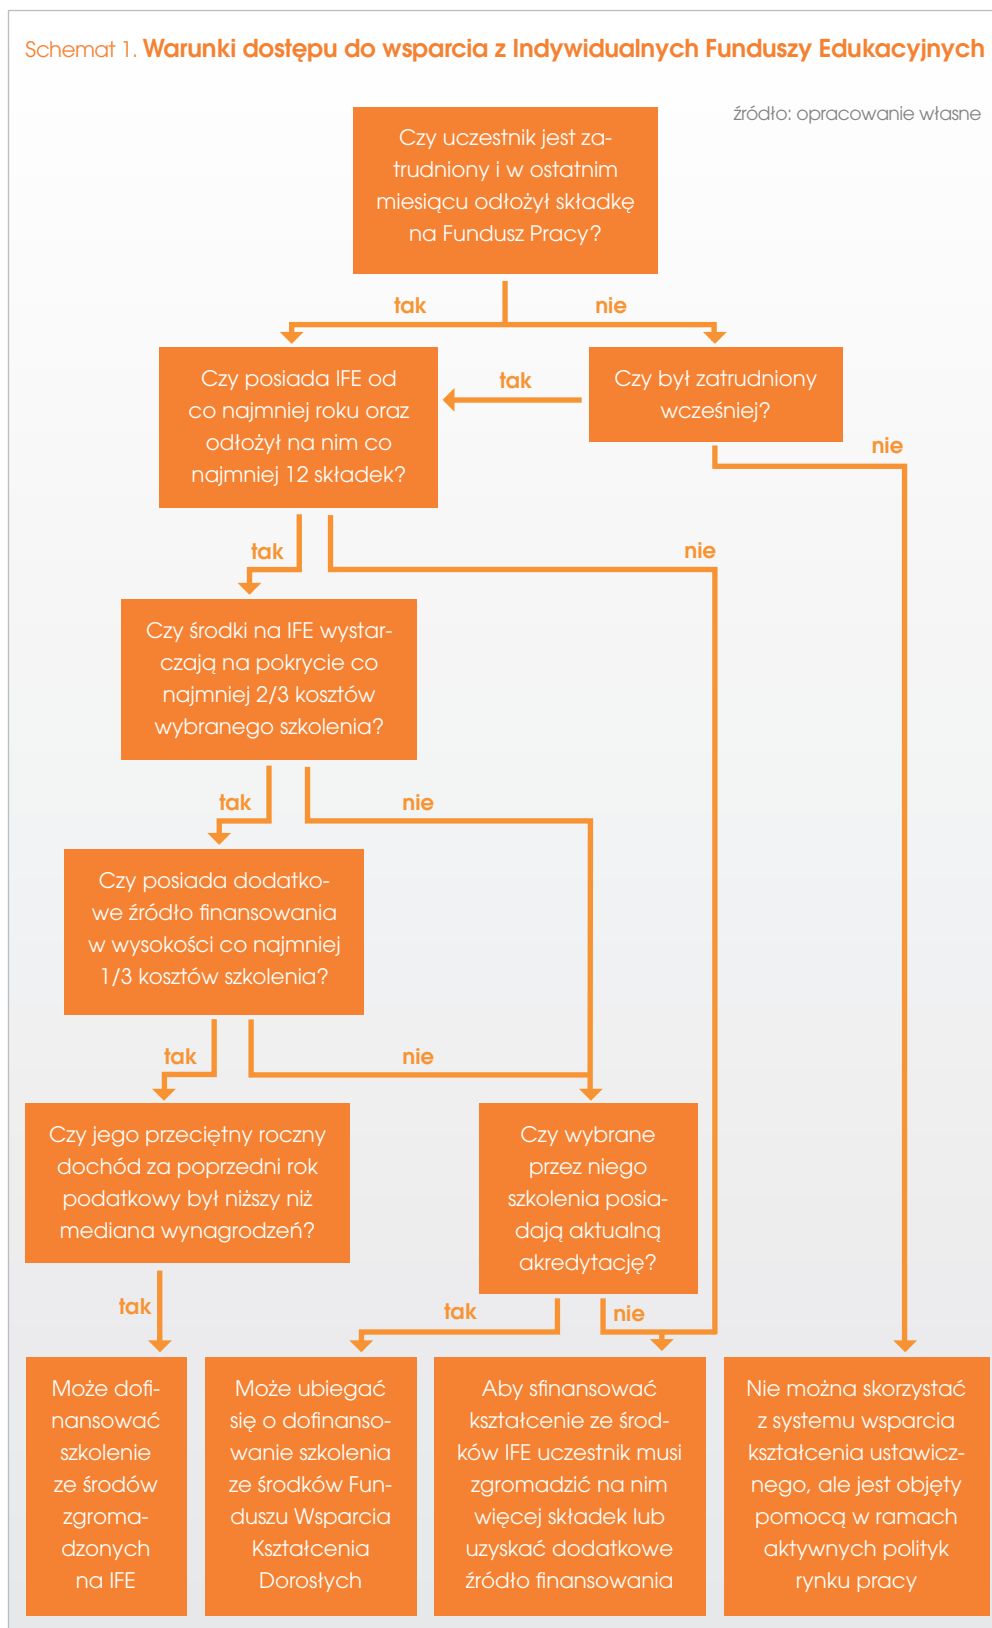 Schemat 1. Warunki dostępu do wsparcia z Indywidualnych Funduszy Edukacyjnych
źródło: opracowanie własne
Czy uczestnik jest za-
trudniony i w ostatnim
miesiącu odłożył składkę
na Fundusz Pracy?
tak
nie
Czy posiada IFE od
co najmniej roku oraz
odłożył na nim co
najmniej 12 składek?
tak
Czy był zatrudniony
wcześniej?
nie
tak
nie
Czy środki na IFE wystar-
czają na pokrycie co
najmniej 2/3 kosztów
wybranego szkolenia?
tak
nie
Czy posiada dodatko-
we źródło finansowania
w wysokości co najmniej
1/3 kosztów szkolenia?
tak
nie
Czy jego przeciętny roczny
dochód za poprzedni rok
podatkowy był niższy niż
mediana wynagrodzeń?
Czy wybrane
przez niego
szkolenia posia-
dają aktualną
akredytację?
tak
tak
nie
Może dofi-
nansować
szkolenie
ze środów
zgroma-
dzonych
na IFE
Może ubiegać
się o dofinanso-
wanie szkolenia
ze środków Fun-
duszu Wsparcia
Kształcenia
Dorosłych
Aby sfinansować
kształcenie ze środ-
ków IFE uczestnik musi
zgromadzić na nim
więcej składek lub
uzyskać dodatkowe
źródło finansowania
Nie można skorzystać
z systemu wsparcia
kształcenia ustawicz-
nego, ale jest objęty
pomocą w ramach
aktywnych polityk
rynku pracy